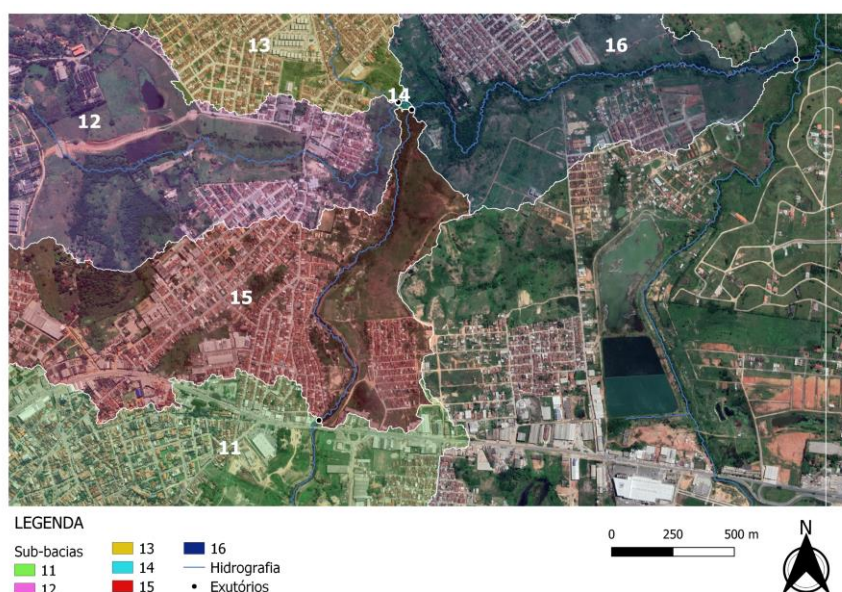 13
16
14
12
15
11
LEGENDA
Sub-bacias
11
12
13
14
15
16
Hidrografia
Exutórios
0 250 500 m
N